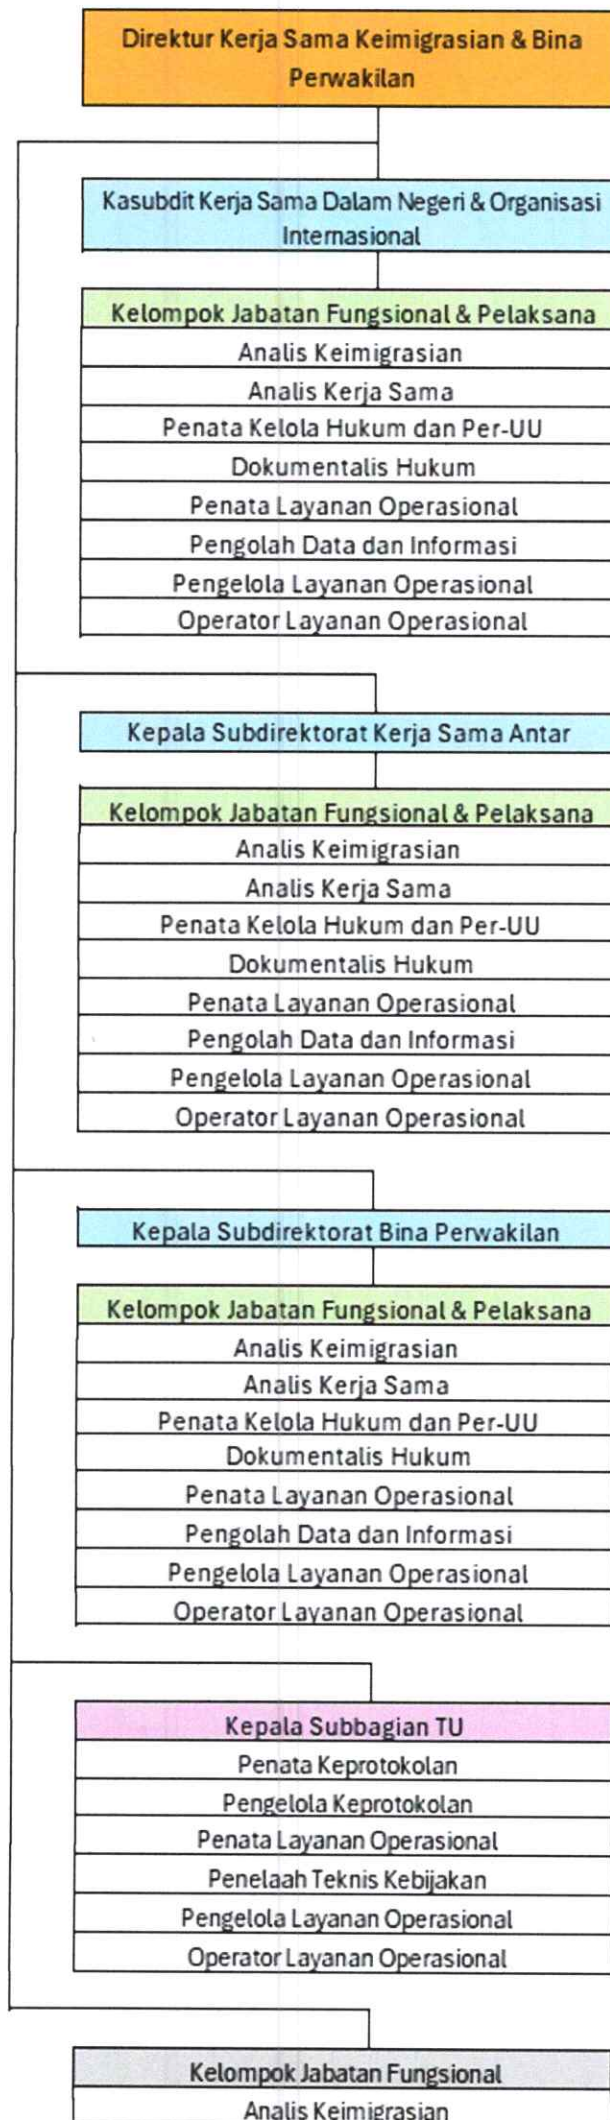 Direktur Kerja Sama Keimigrasian & Bina
Perwakilan
Kasubdit Kerja Sama Dalam Negeri & Organisasi
Internasional
Kelompok Jabatan Fungsional & Pelaksana
Analis Keimigrasian
Analis Kerja Sama
Penata Kelola Hukum dan Per-UU
Dokumentalis Hukum
Penata Layanan Operasional
Pengolah Data dan Informasi
Pengelola Layanan Operasional
Operator Layanan Operasional
Kepala Subdirektorat Kerja Sama Antar
Kelompok Jabatan Fungsional & Pelaksana
Analis Keimigrasian
Analis Kerja Sama
Penata Kelola Hukum dan Per-UU
Dokumentalis Hukum
Penata Layanan Operasional
Pengolah Data dan Informasi
Pengelola Layanan Operasional
Operator Layanan Operasional
Kepala Subdirektorat Bina Perwakilan
Kelompok Jabatan Fungsional & Pelaksana
Analis Keimigrasian
Analis Kerja Sama
Penata Kelola Hukum dan Per-UU
Dokumentalis Hukum
Penata Layanan Operasional
Pengolah Data dan Informasi
Pengelola Layanan Operasional
Operator Layanan Operasional
Kepala Subbagian TU
Penata Keprotokolan
Pengelola Keprotokolan
Penata Layanan Operasional
Penelaah Teknis Kebijakan
Pengelola Layanan Operasional
Operator Layanan Operasional
Kelompok Jabatan Fungsional
Analis Keimigrasian